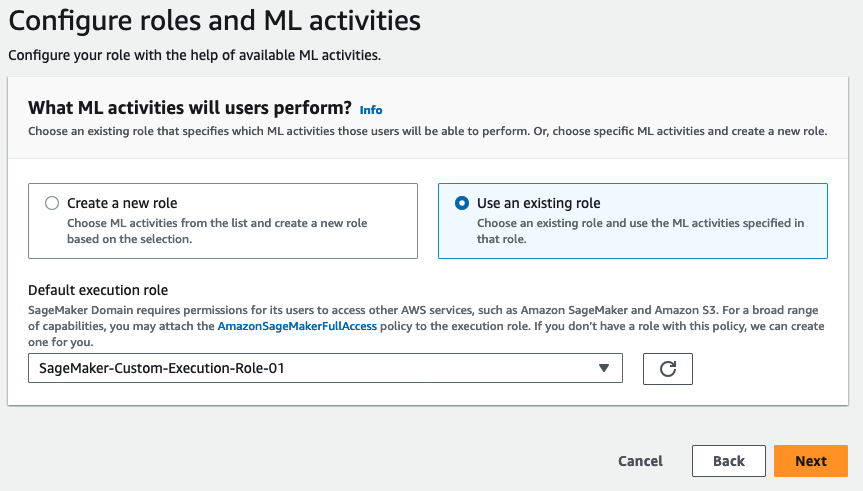 Configure roles and ML activities
Configure your role with the help of available ML activities.
What ML activities will users perform? Info
Choose an existing role that specifies which ML activities those users will be able to perform. Or, choose specific ML activities and create a new role.
Create a new role
Choose ML activities from the list and create a new role
based on the selection.
Use an existing role
Choose an existing role and use the ML activities specified in
that role.
Default execution role
SageMaker Domain requires permissions for its users to access other AWS services, such as Amazon SageMaker and Amazon S3. For a broad range
of capabilities, you may attach the AmazonSageMakerFullAccess policy to the execution role. If you don't have a role with this policy, we can create
one for you.
SageMaker-Custom-Execution-Role-01
Cancel Back Next